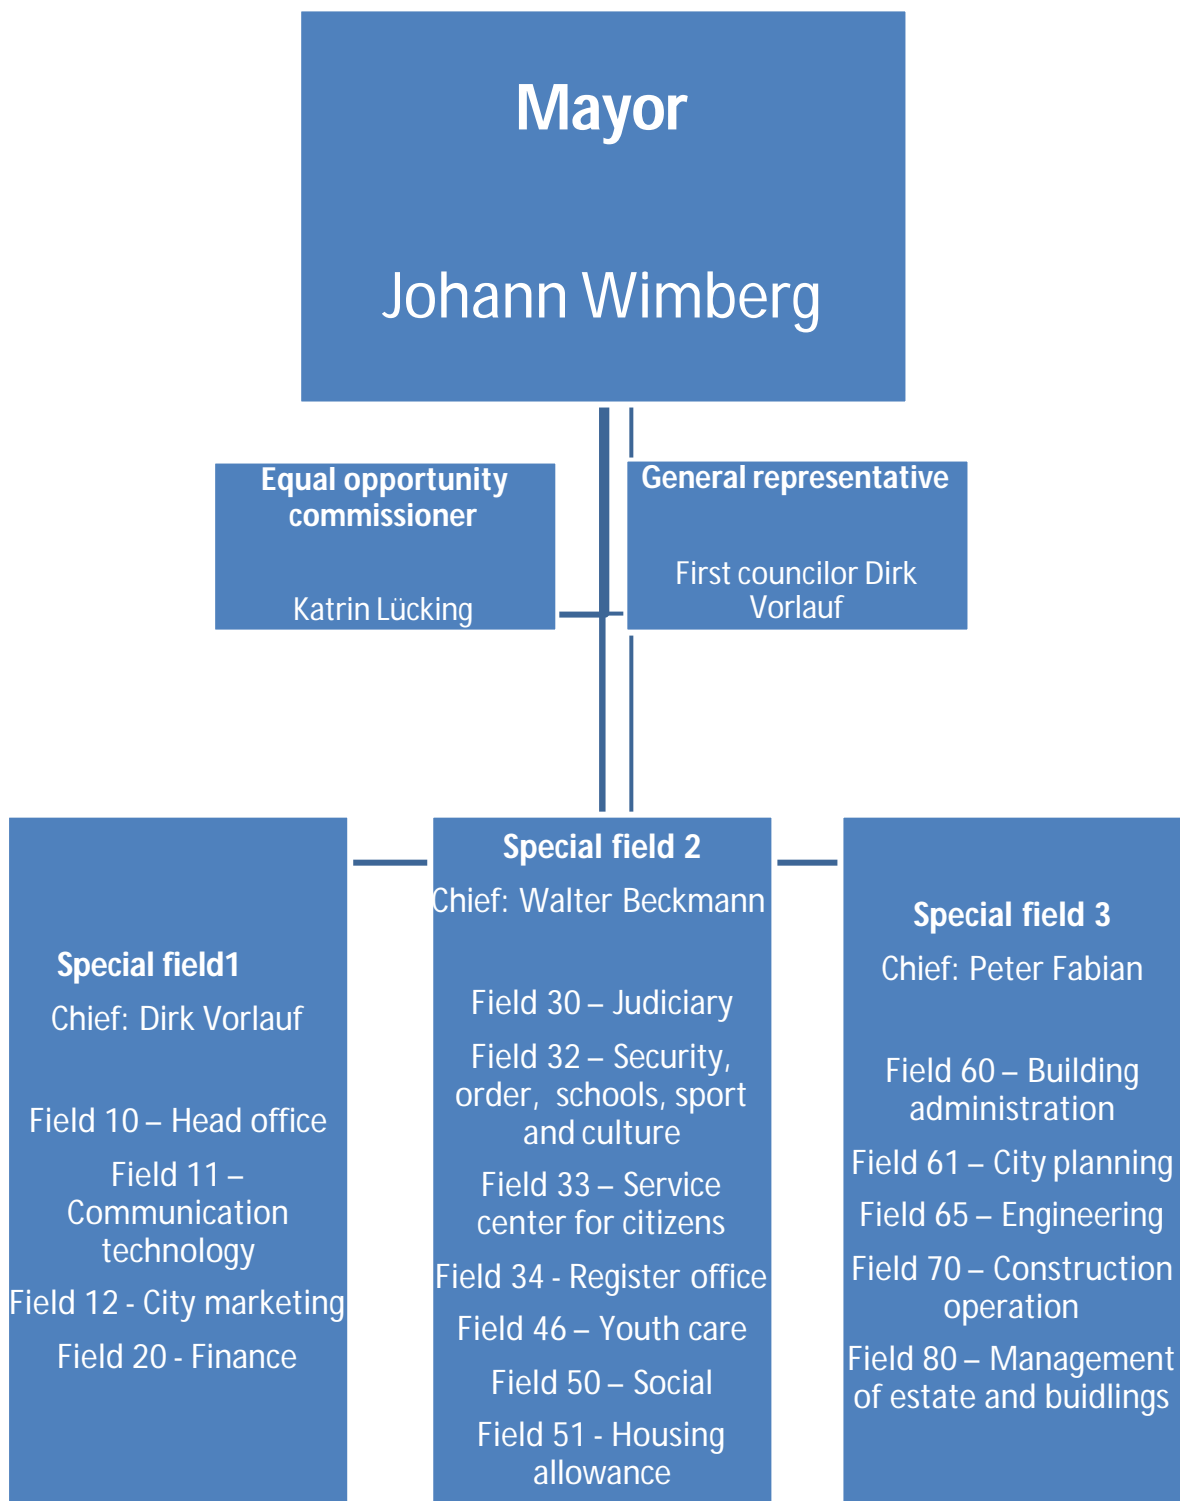 Mayor
Johann Wimberg
Equal opportunity
commissioner
Katrin Lücking
General representative
First councilor Dirk
Vorlauf
Special field1
Chief: Dirk Vorlauf
Field 10 – Head office
Field 11 –
Communication
technology
Field 12 - City marketing
Field 20 - Finance
Special field 2
Chief: Walter Beckmann
Field 30 – Judiciary
Field 32 – Security,
order, schools, sport
and culture
Field 33 – Service
center for citizens
Field 34 - Register office
Field 46 – Youth care
Field 50 – Social
Field 51 - Housing
allowance
Special field 3
Chief: Peter Fabian
Field 60 – Building
administration
Field 61 – City planning
Field 65 – Engineering
Field 70 – Construction
operation
Field 80 – Management
of estate and buidlings